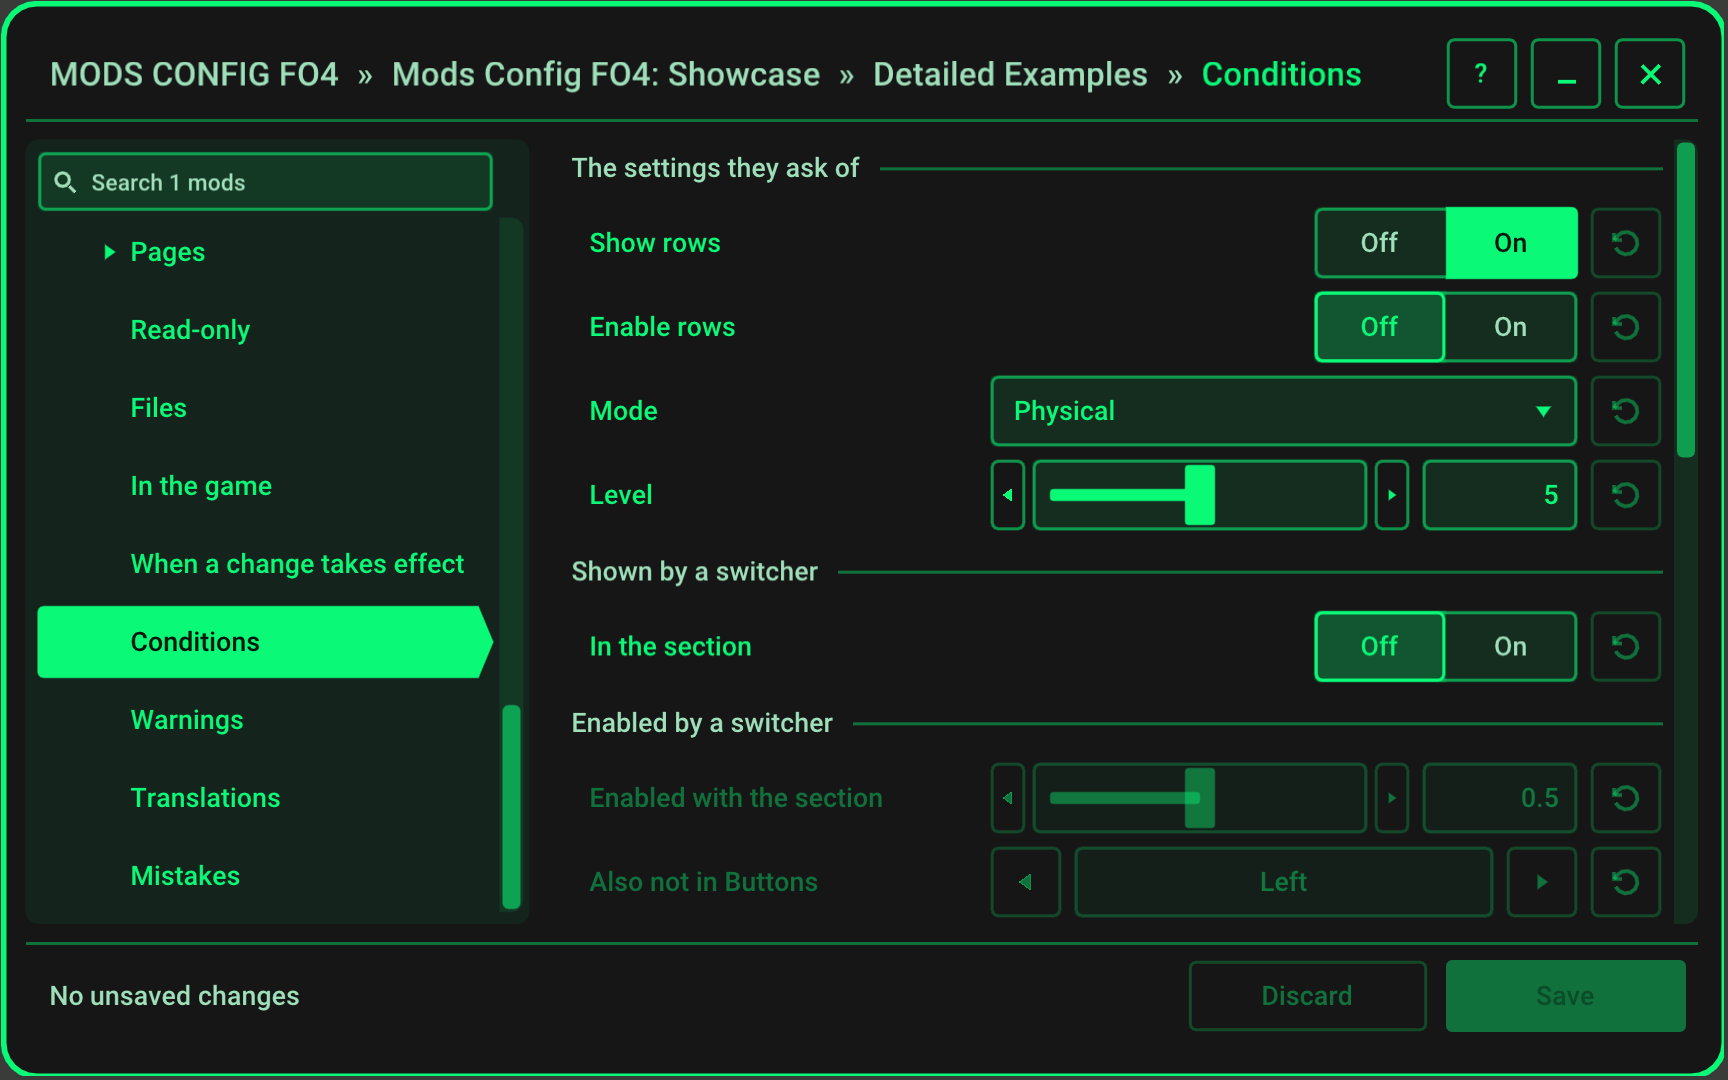 MODS CONFIG FO4 » Mods Config FO4: Showcase » Detailed Examples » Conditions
?
Search 1 mods
Pages
Read-only
Files
In the game
When a change takes effect
Conditions
Warnings
Translations
Mistakes
The settings they ask of
Show rows Off On
Enable rows Off On
Mode Physical
Level 5
Shown by a switcher
In the section Off On
Enabled by a switcher
Enabled with the section 0.5
Also not in Buttons Left
No unsaved changes
Discard Save